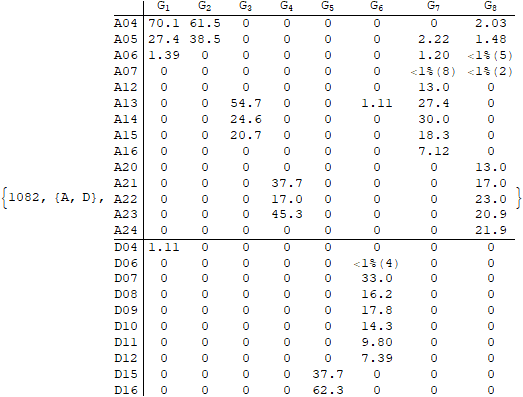 G₁ G₂ G₃ G₄ G₅ G₆ G₇ G₈
A04 70.1 61.5 0 0 0 0 0 2.03
A05 27.4 38.5 0 0 0 0 2.22 1.48
A06 1.39 0 0 0 0 0 1.20 <1%(5)
A07 0 0 0 0 0 0 <1%(8) <1%(2)
A12 0 0 0 0 0 0 13.0 0
A13 0 0 54.7 0 0 1.11 27.4 0
A14 0 0 24.6 0 0 0 30.0 0
A15 0 0 20.7 0 0 0 18.3 0
A16 0 0 0 0 0 0 7.12 0
A20 0 0 0 0 0 0 0 13.0
A21 0 0 0 37.7 0 0 0 17.0
{1082, {A, D}, A22 0 0 0 17.0 0 0 0 23.0 }
A23 0 0 0 45.3 0 0 0 20.9
A24 0 0 0 0 0 0 0 21.9
D04 1.11 0 0 0 0 0 0 0
D06 0 0 0 0 0 <1%(4) 0 0
D07 0 0 0 0 0 33.0 0 0
D08 0 0 0 0 0 16.2 0 0
D09 0 0 0 0 0 17.8 0 0
D10 0 0 0 0 0 14.3 0 0
D11 0 0 0 0 0 9.80 0 0
D12 0 0 0 0 0 7.39 0 0
D15 0 0 0 0 37.7 0 0 0
D16 0 0 0 0 62.3 0 0 0